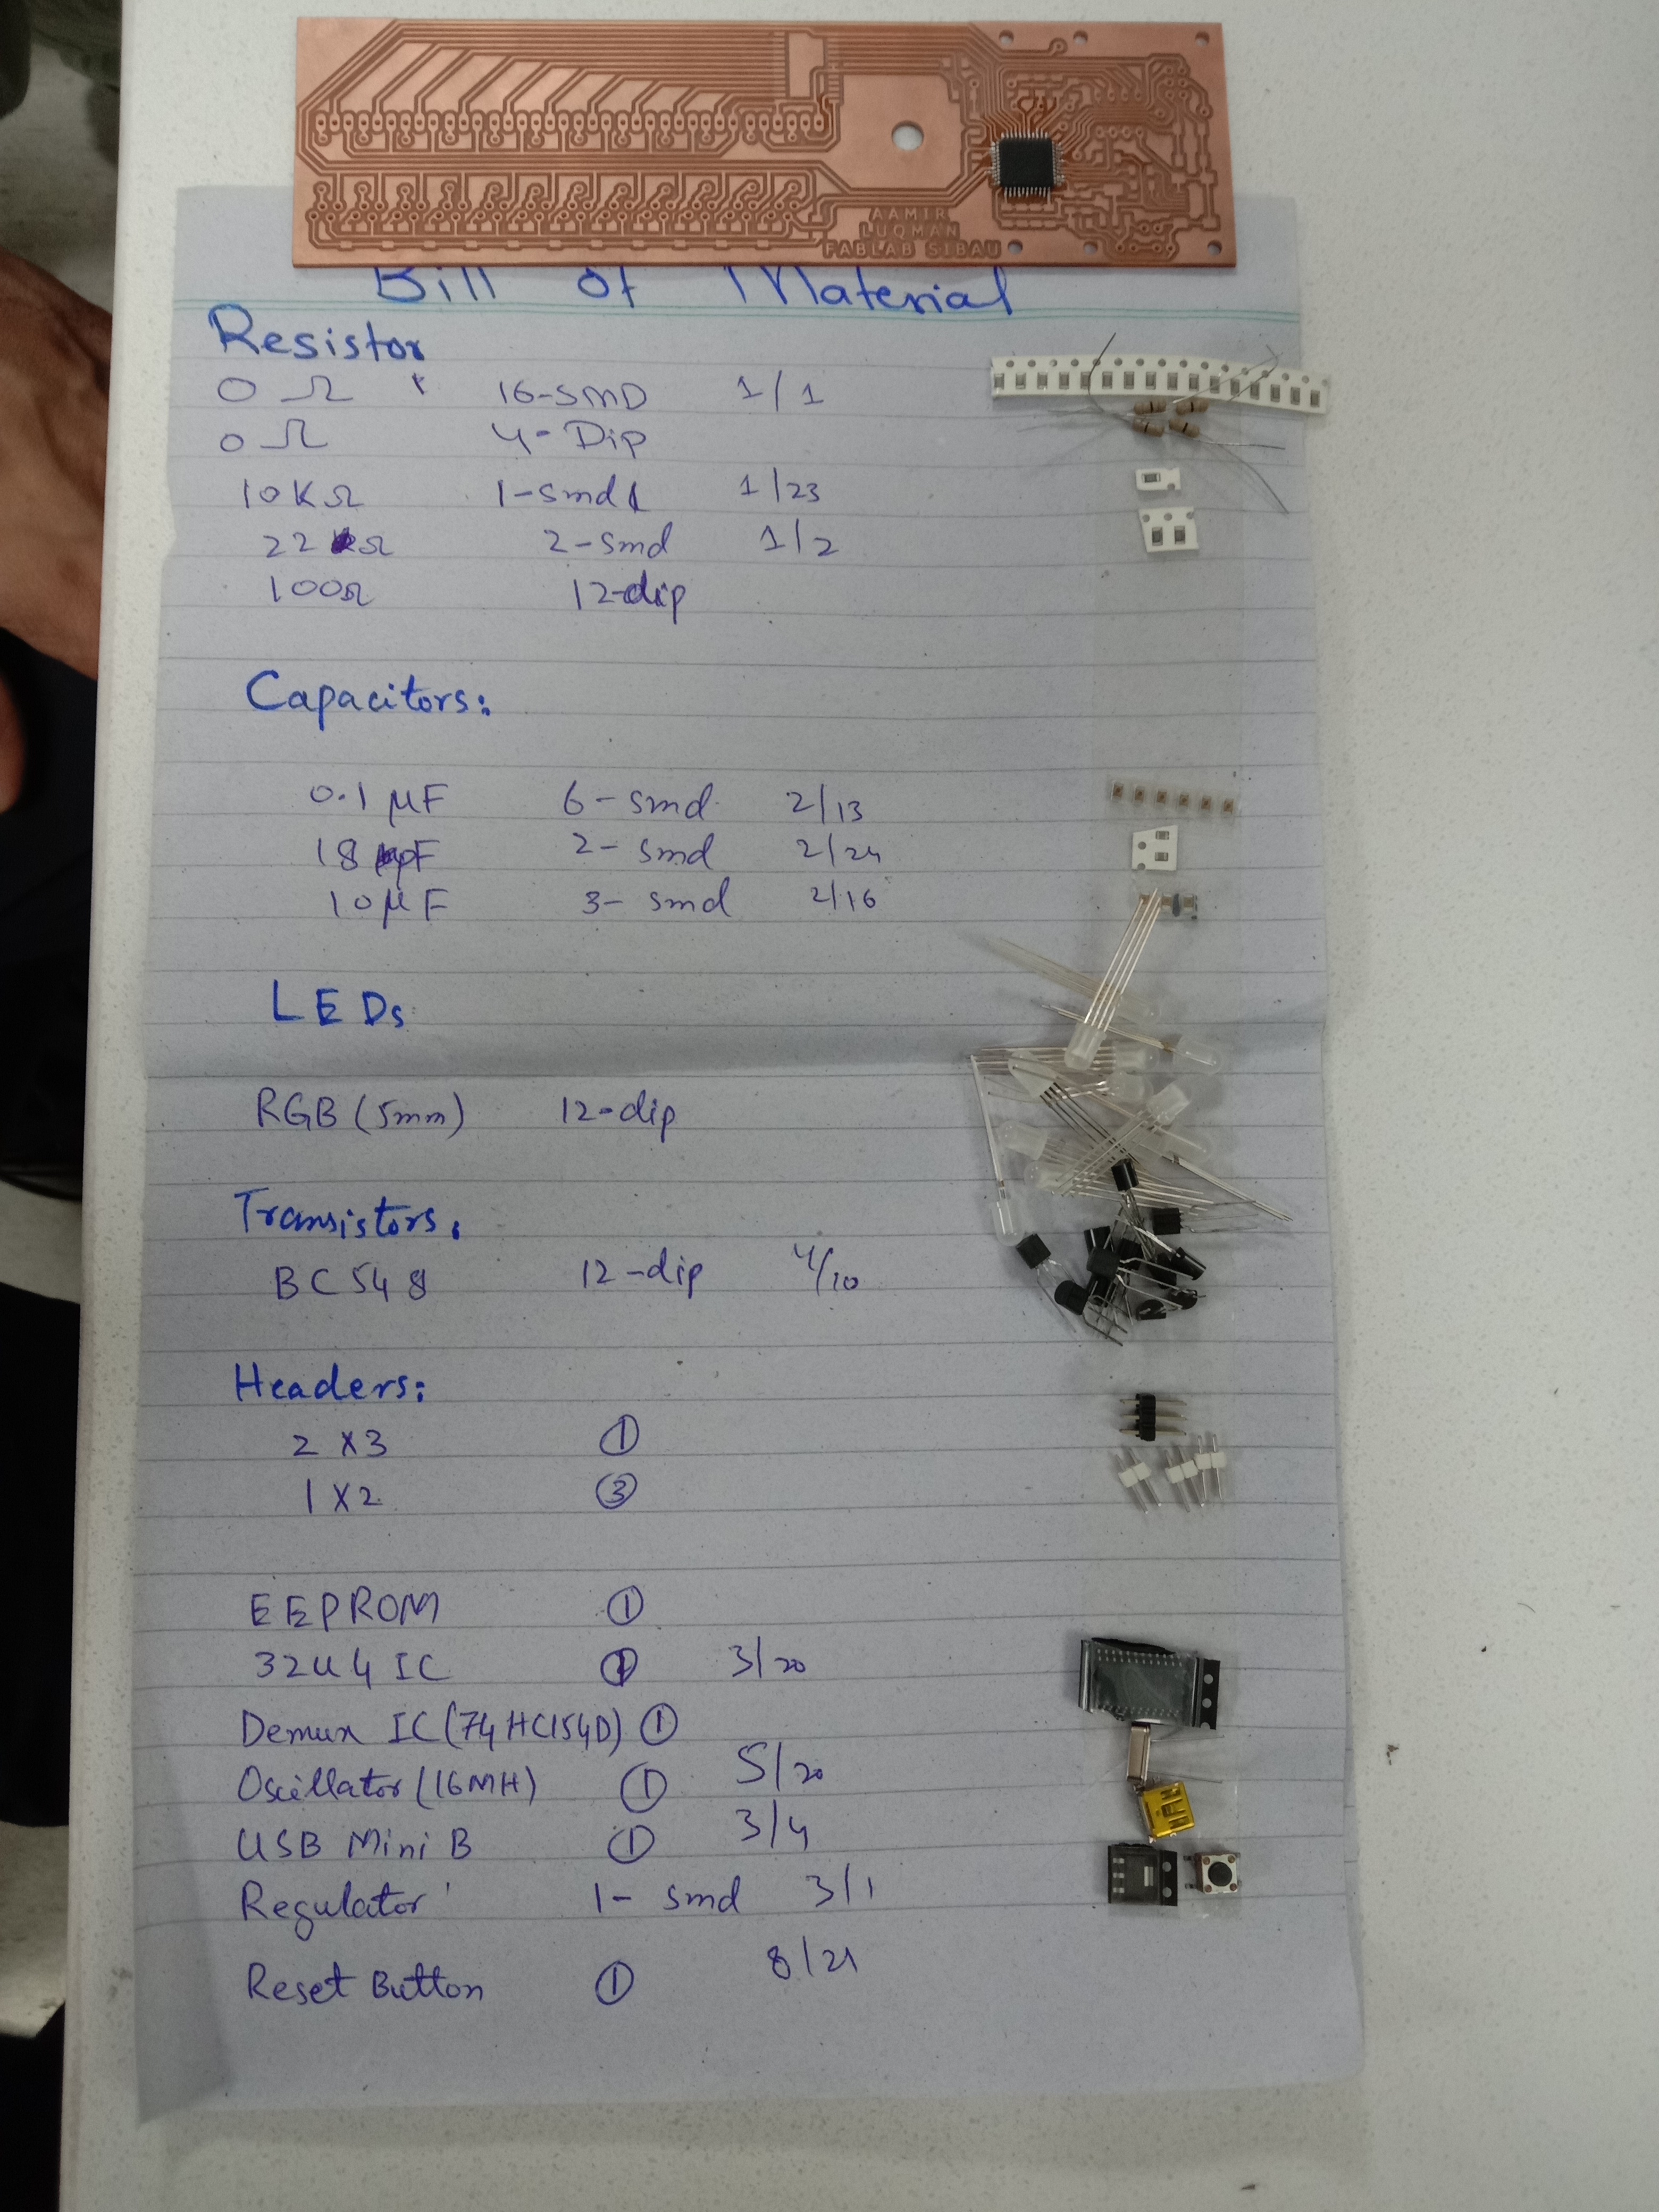 AAMIR
LUQMAN
FABLAB SIBAU
Bill of Material
Resistor
0 Ω 16-SMD 1/1
0 Ω 4-Dip
10KΩ 1-smd 1/23
22 Ω 2-smd 1/2
100Ω 12-dip
Capacitors:
0.1 μF 6-smd 2/13
18 pF 2-smd 2/24
10μF 3-smd 2/16
LEDs
RGB (5mm) 12-dip
Transistors.
BC548 12-dip 4/10
Headers:
2 X3 1
1 X2 3
EEPROM 1
32U4 IC 1 3/20
Demux IC(74HC154D) 1
Oscillator (16MH) 1 5/20
USB Mini B 1 3/4
Regulator 1- smd 3/1
Reset Button 1 8/21